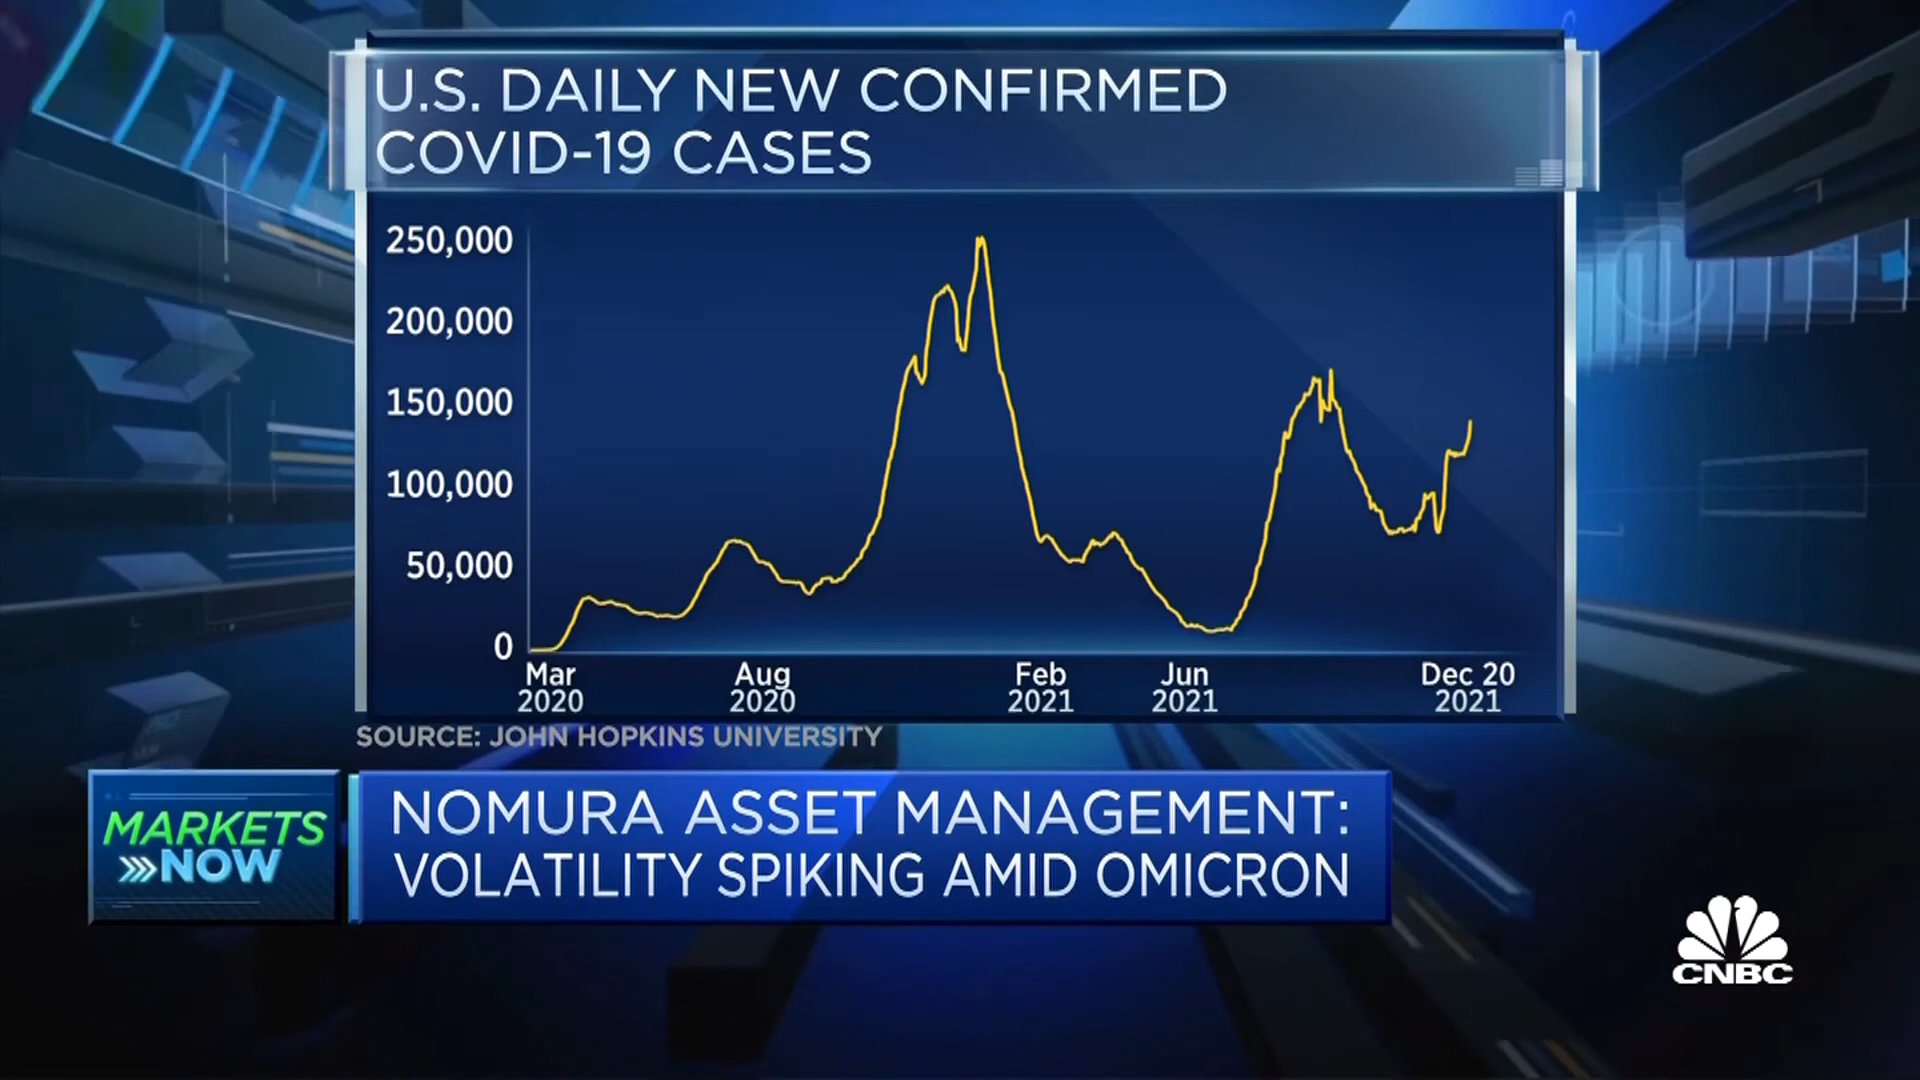 U.S. DAILY NEW CONFIRMED
COVID-19 CASES
250,000
200,000
150,000
100,000
50,000
0
Mar
2020
Aug
2020
Feb
2021
Jun
2021
Dec 20
2021
SOURCE: JOHN HOPKINS UNIVERSITY
MARKETS
NOW
NOMURA ASSET MANAGEMENT:
VOLATILITY SPIKING AMID OMICRON
CNBC